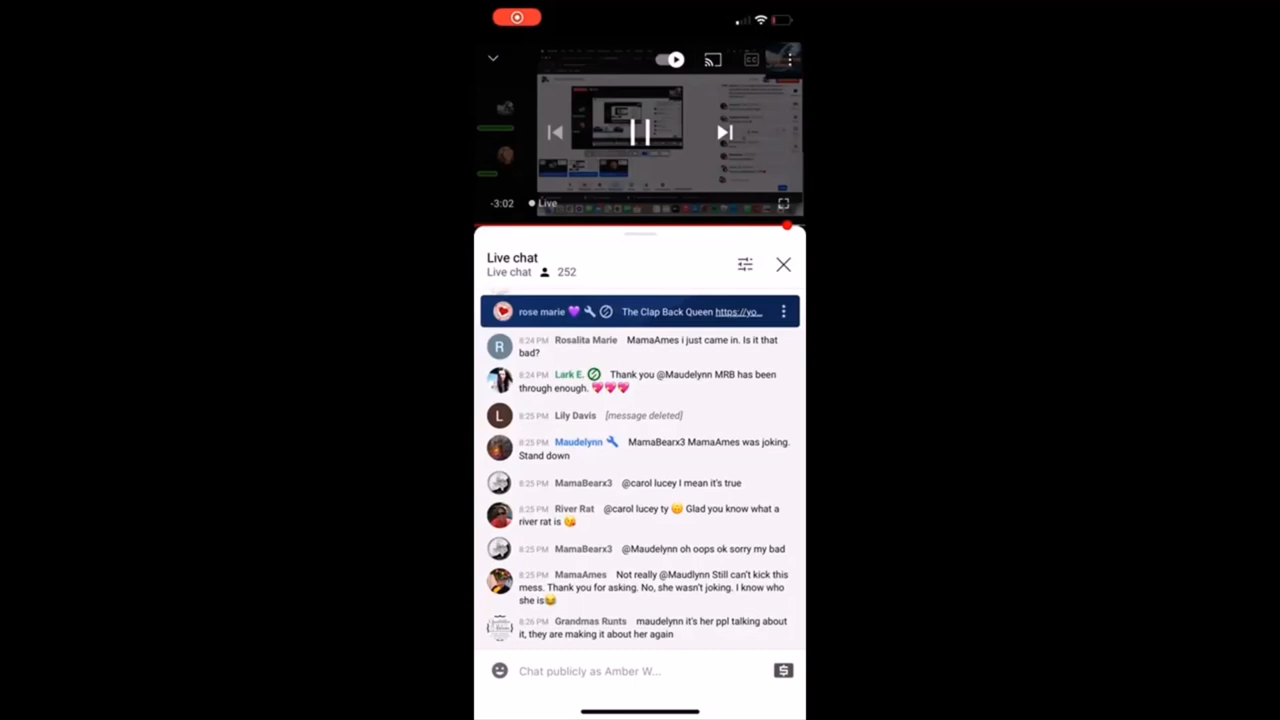 CC
-3:02 Live
Live chat
Live chat 252
rose marie The Clap Back Queen https://yo...
8:24 PM Rosalita Marie MamaAmes i just came in. Is it that
bad?
8:24 PM Lark E. Thank you @Maudelynn MRB has been
through enough. 💖💖💖
L 8:25 PM Lily Davis [message deleted]
8:25 PM Maudelynn MamaBearx3 MamaAmes was joking.
Stand down
8:25 PM MamaBearx3 @carol lucey I mean it's true
8:25 PM River Rat @carol lucey ty 😊 Glad you know what a
river rat is 😘
8:25 PM MamaBearx3 @Maudelynn oh oops ok sorry my bad
8:25 PM MamaAmes Not really @Maudlynn Still can't kick this
mess. Thank you for asking. No, she wasn't joking. I know who
she is😂
8:26 PM Grandmas Runts maudelynn it's her ppl talking about
it, they are making it about her again
Chat publicly as Amber W...